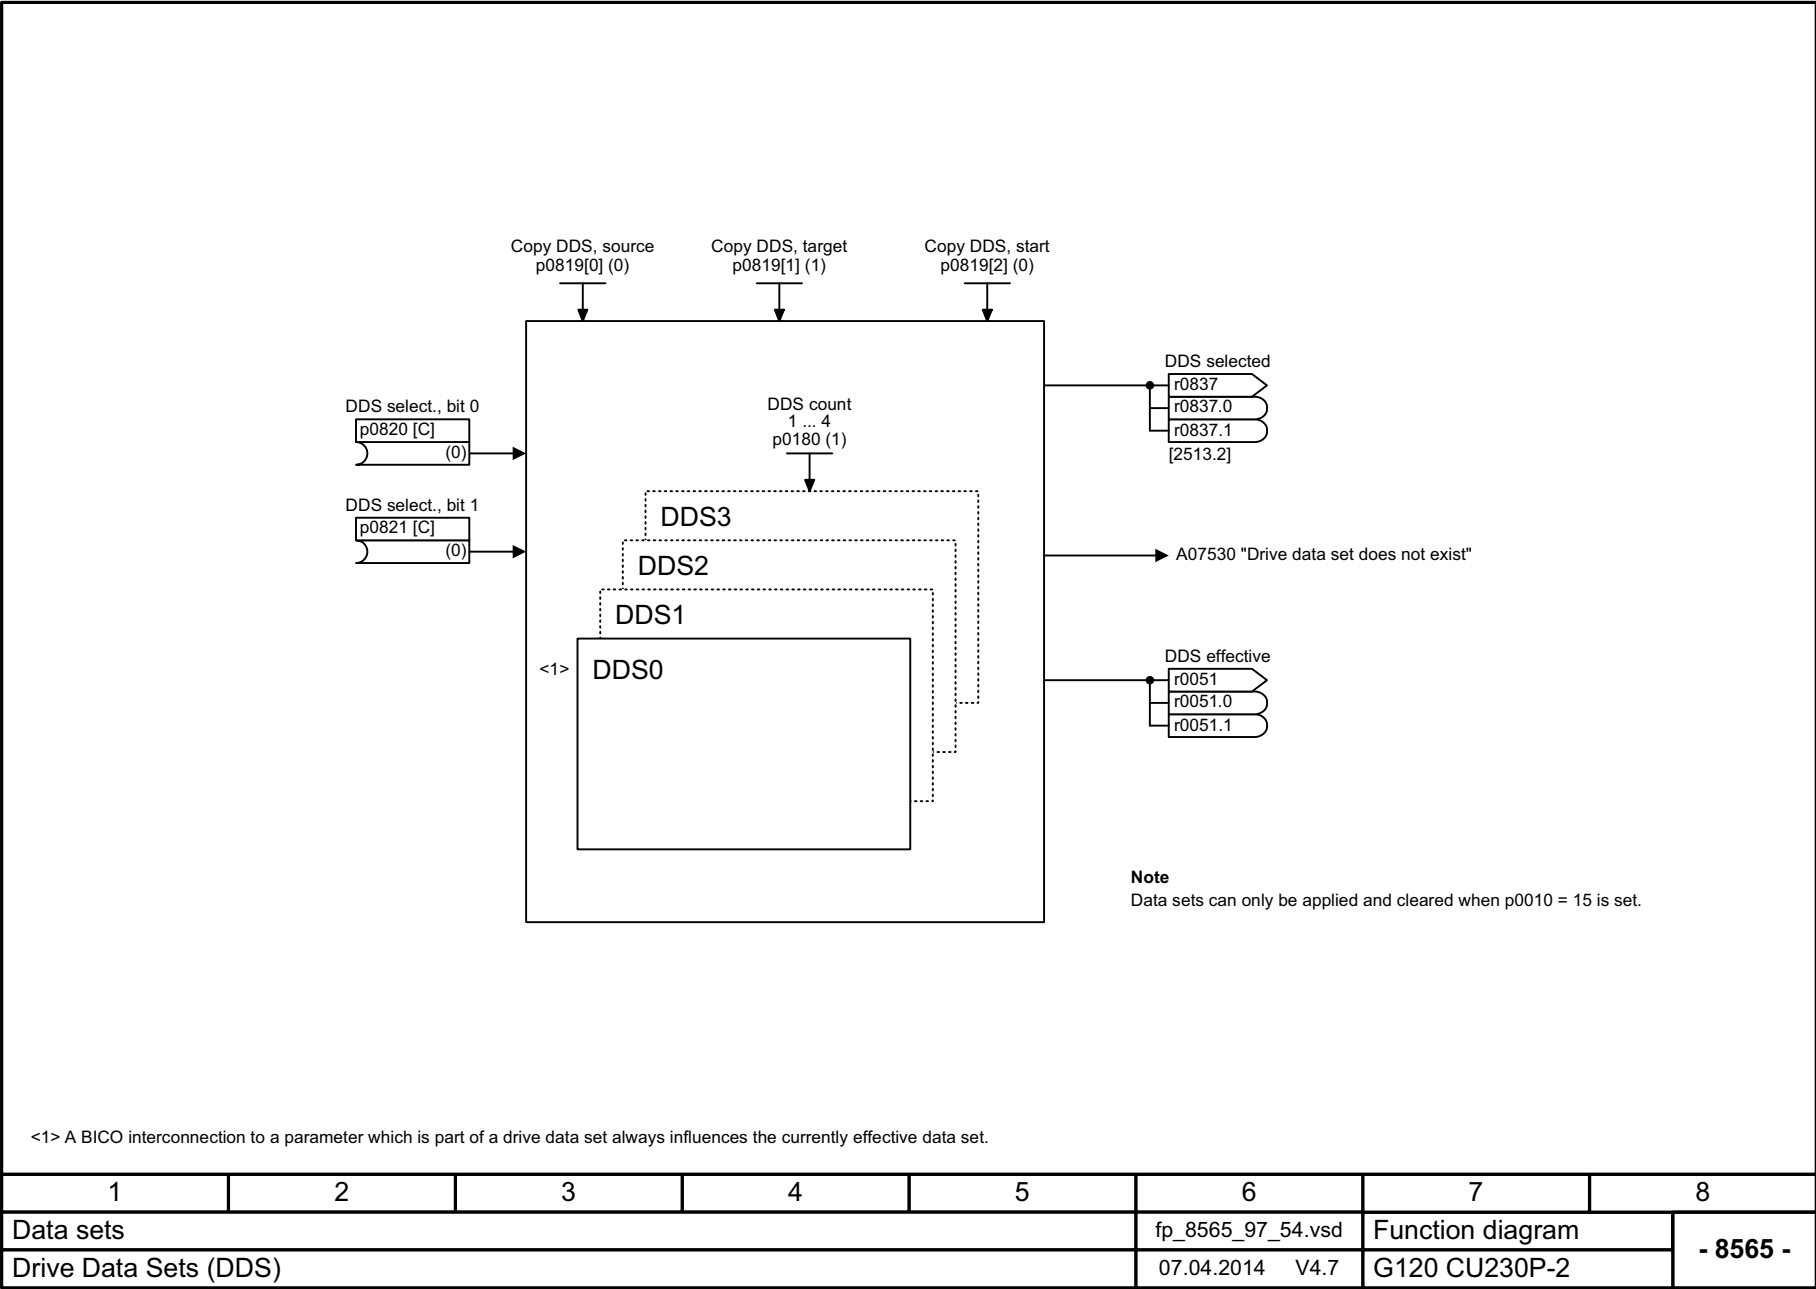 Copy DDS, source
p0819[0] (0)
Copy DDS, target
p0819[1] (1)
Copy DDS, start
p0819[2] (0)
DDS select., bit 0
p0820 [C]
(0)
DDS select., bit 1
p0821 [C]
(0)
DDS count
1 ... 4
p0180 (1)
DDS3
DDS2
DDS1
<1>
DDS0
DDS selected
r0837
r0837.0
r0837.1
[2513.2]
A07530 "Drive data set does not exist"
DDS effective
r0051
r0051.0
r0051.1
Note
Data sets can only be applied and cleared when p0010 = 15 is set.
<1> A BICO interconnection to a parameter which is part of a drive data set always influences the currently effective data set.
1 2 3 4 5 6 7 8
Data sets
fp_8565_97_54.vsd
Function diagram
- 8565 -
Drive Data Sets (DDS)
07.04.2014 V4.7
G120 CU230P-2